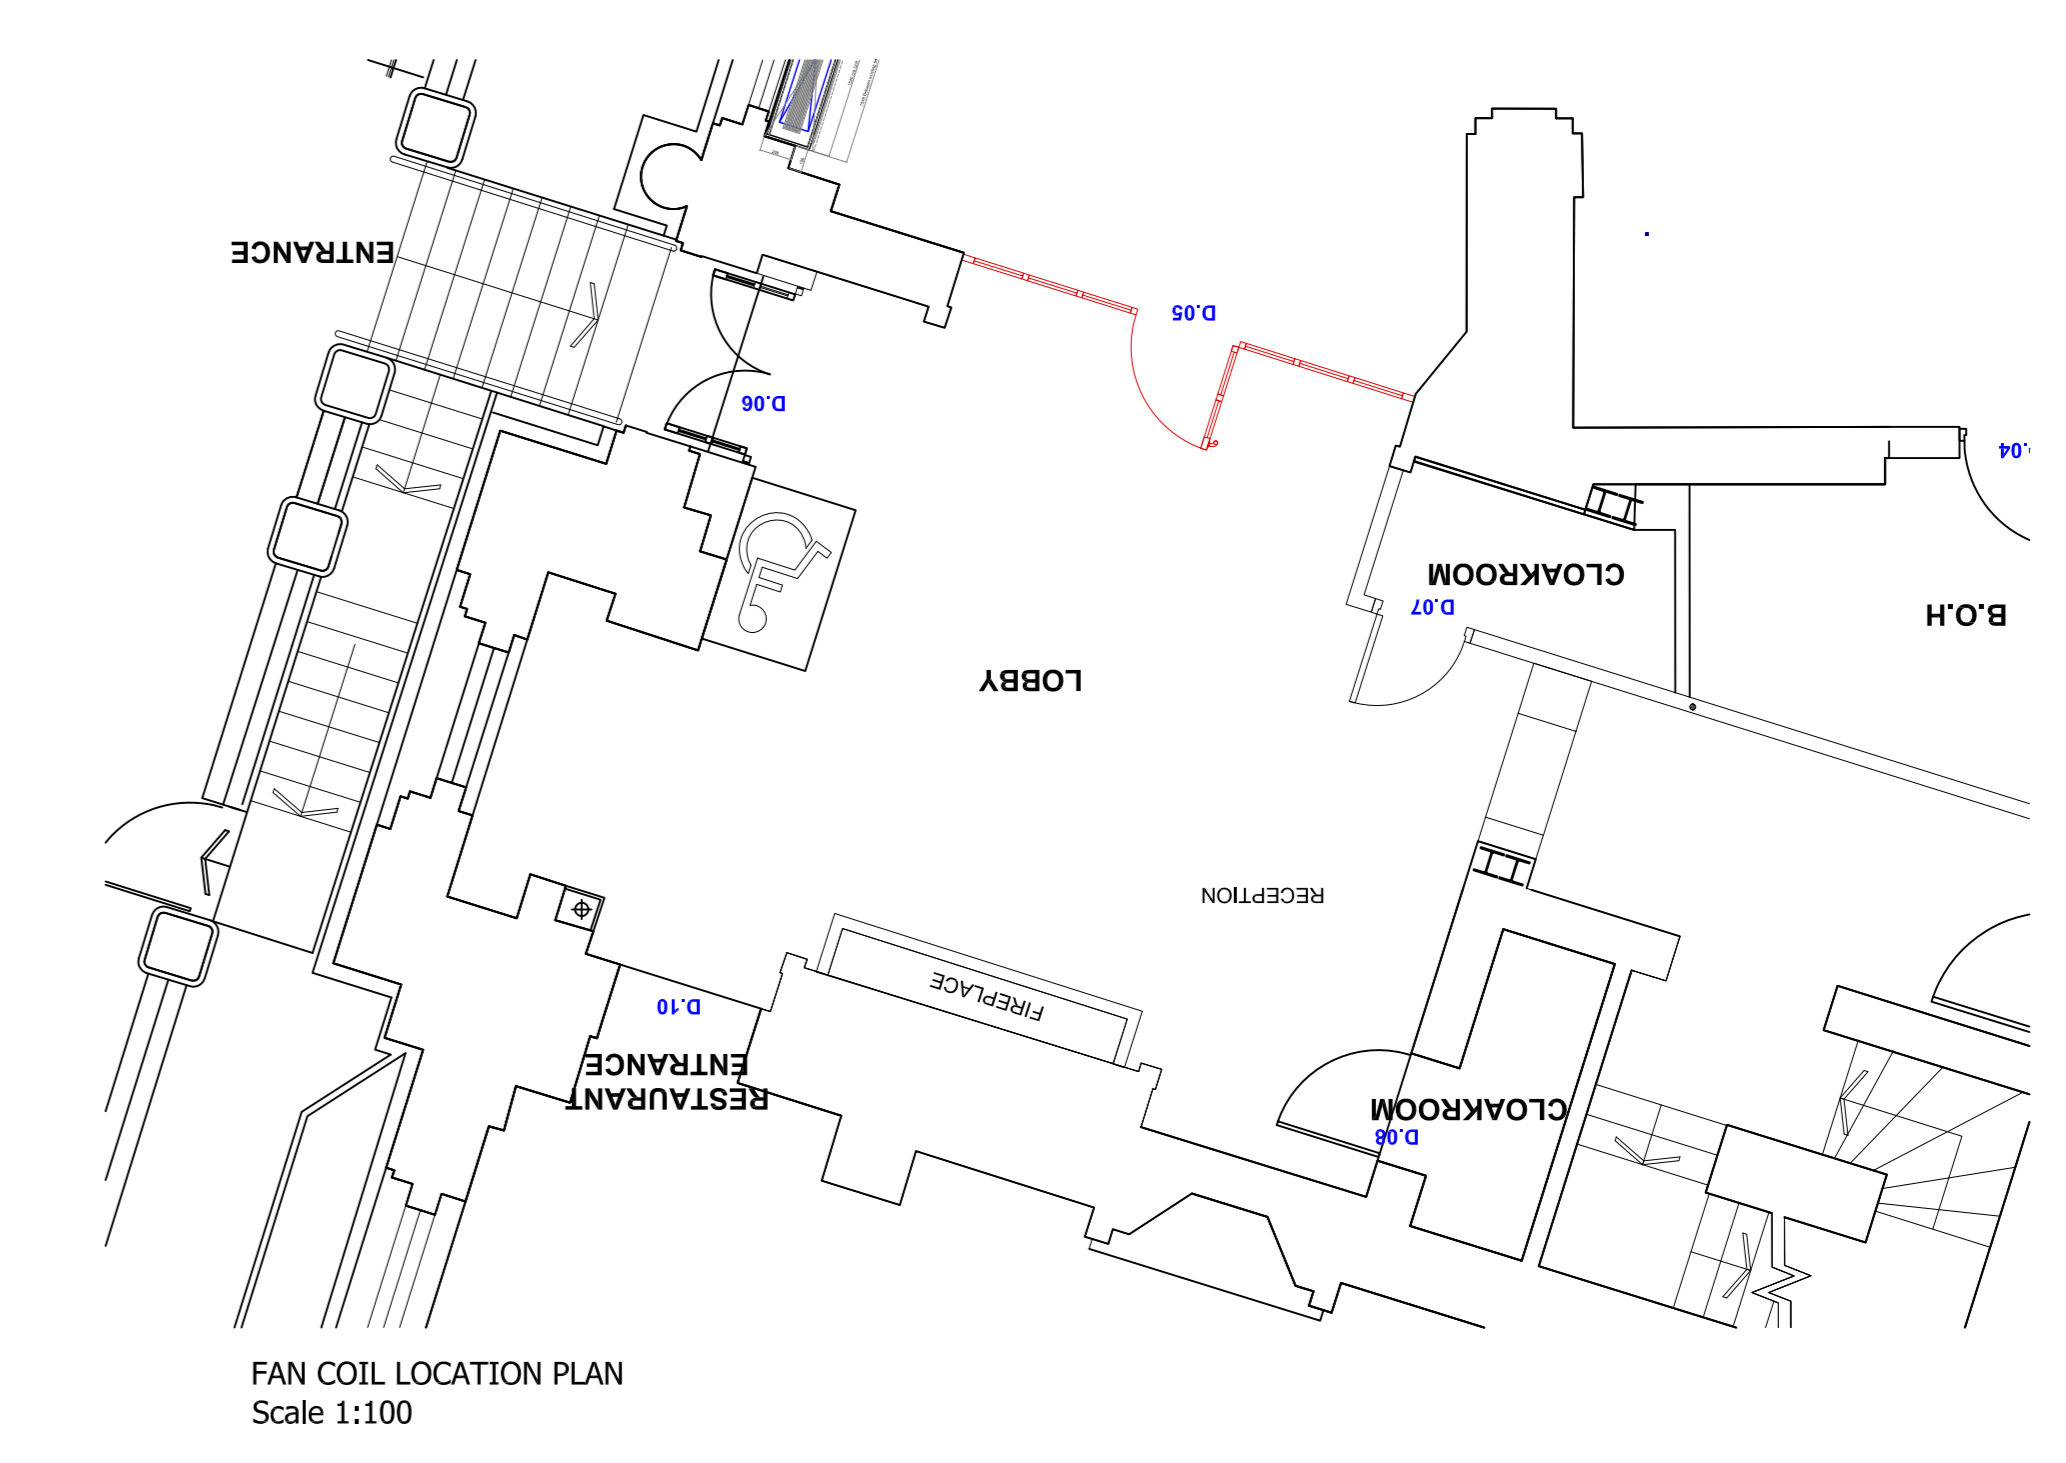 ENTRANCE
D.05
D.06
D.04
CLOAKROOM
D.07
B.O.H
LOBBY
RECEPTION
FIREPLACE
D.10
RESTAURANT
ENTRANCE
CLOAKROOM
D.08
FAN COIL LOCATION PLAN
Scale 1:100